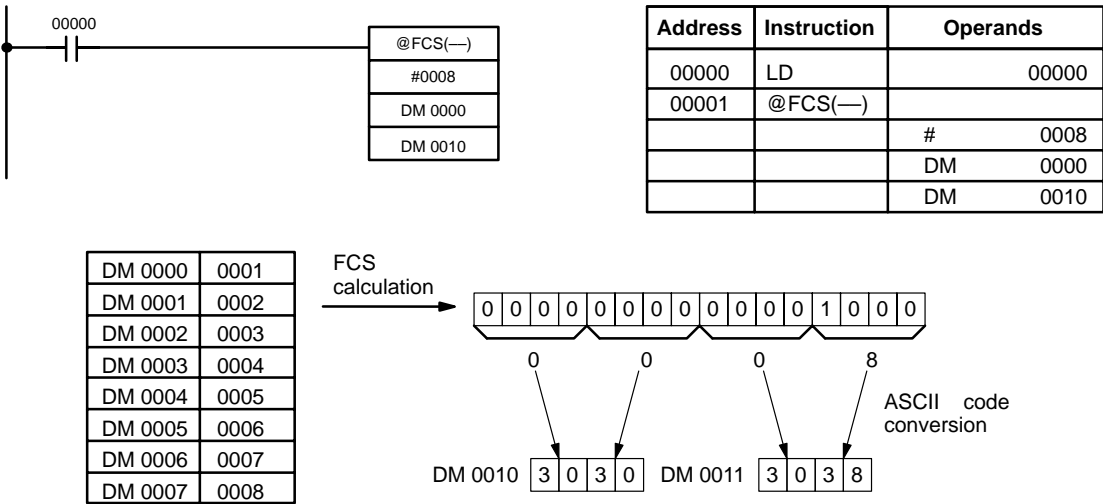 00000
@FCS(––)
#0008
DM 0000
DM 0010
Address Instruction Operands
00000 LD 00000
00001 @FCS(––)
# 0008
DM 0000
DM 0010
DM 0000 0001
DM 0001 0002
DM 0002 0003
DM 0003 0004
DM 0004 0005
DM 0005 0006
DM 0006 0007
DM 0007 0008
FCS
calculation
0 0 0 0 0 0 0 0 0 0 0 0 1 0 0 0
0 0 0 8
ASCII code
conversion
DM 0010 3 0 3 0 DM 0011 3 0 3 8